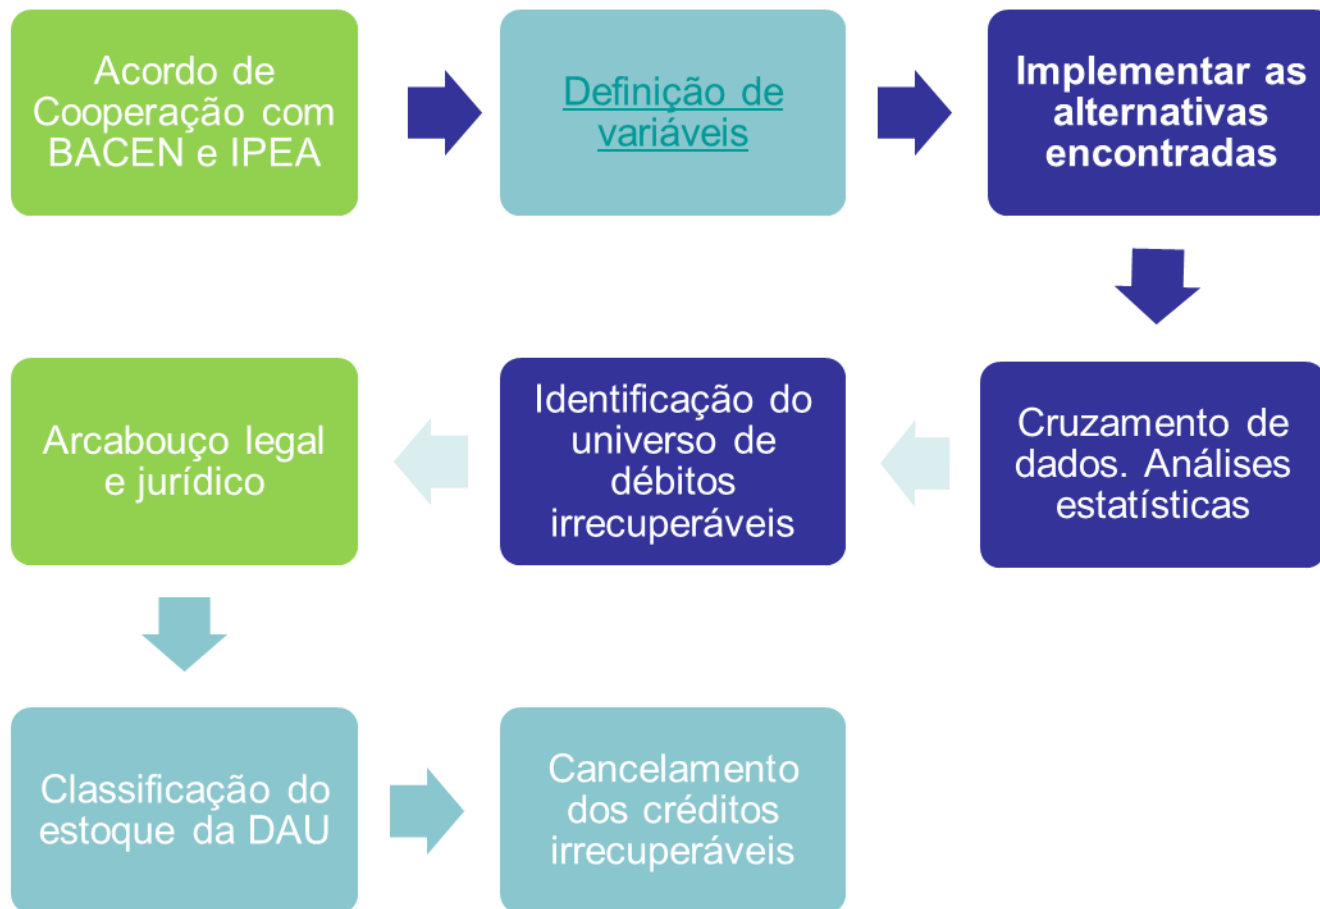 Acordo de
Cooperação com
BACEN e IPEA
Definição de
variáveis
Implementar as
alternativas
encontradas
Cruzamento de
dados. Análises
estatísticas
Identificação do
universo de
débitos
irrecuperáveis
Arcabouço legal
e jurídico
Classificação do
estoque da DAU
Cancelamento
dos créditos
irrecuperáveis